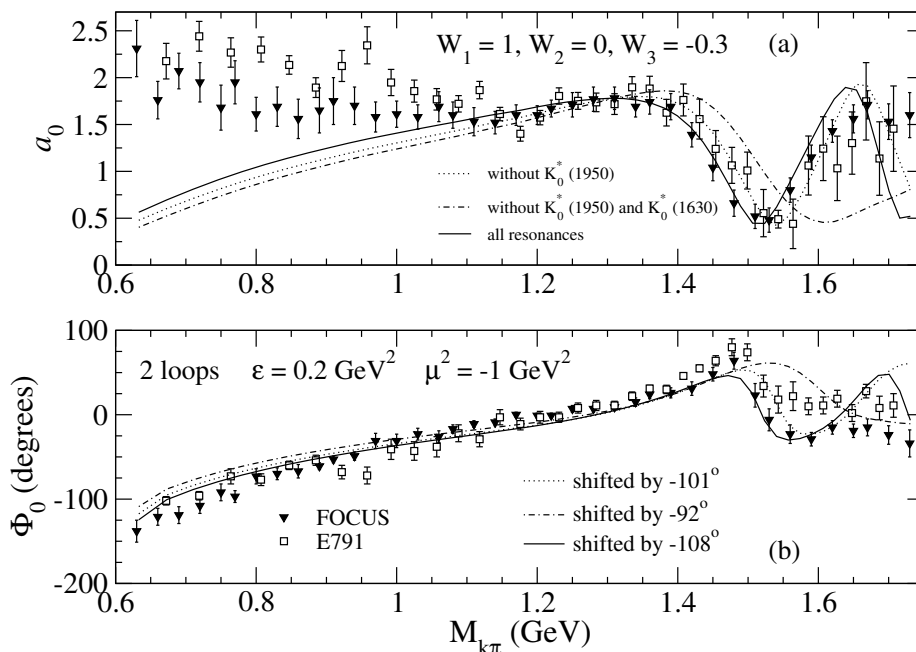 2.5
2
1.5
1
0.5
0
a₀
W₁ = 1, W₂ = 0, W₃ = -0.3
(a)
without K₀* (1950)
without K₀* (1950) and K₀* (1630)
all resonances
0.6 0.8 1 1.2 1.4 1.6
100
0
-100
-200
Φ₀ (degrees)
2 loops ε = 0.2 GeV² μ² = -1 GeV²
FOCUS
E791
shifted by -101°
shifted by -92°
shifted by -108°
(b)
0.6 0.8 1 1.2 1.4 1.6
M_kπ (GeV)